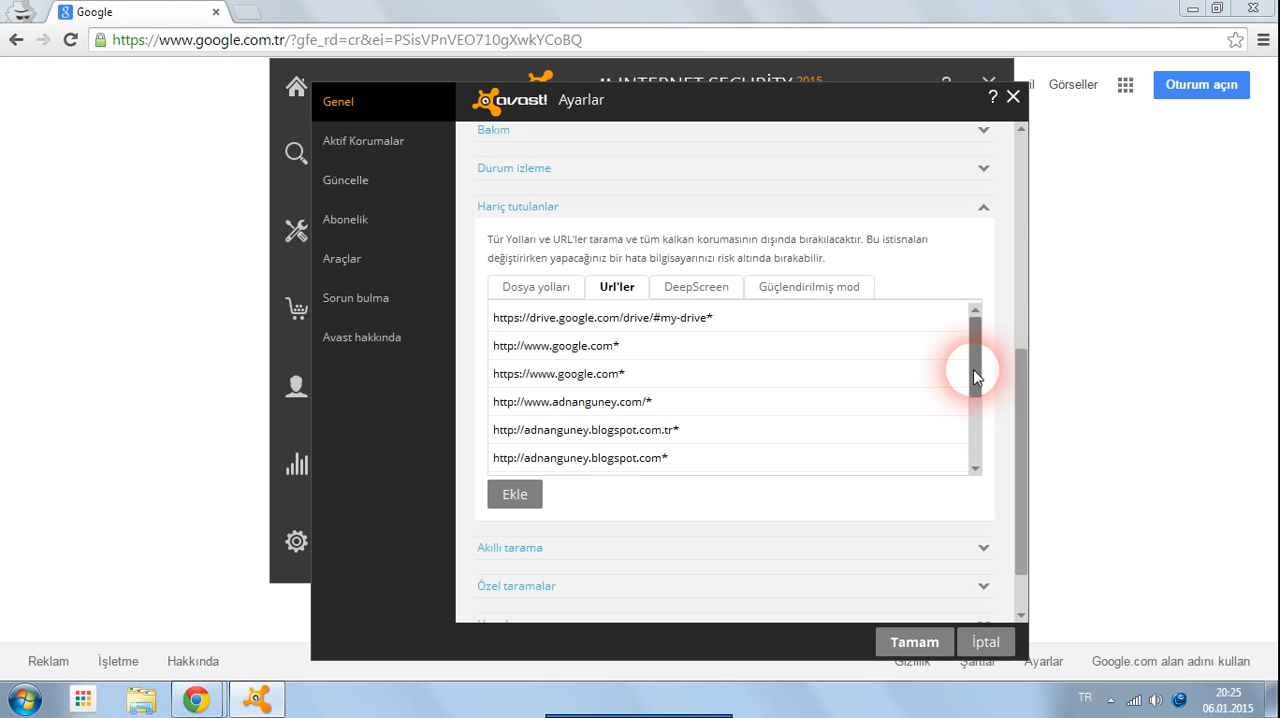 Google
https://www.google.com.tr/?gfe_rd=cr&ei=PSisVPnVEO710gXwkYCoBQ
Görseller
Oturum açın
Genel
avast! Ayarlar
?
Aktif Korumalar
Güncelle
Abonelik
Araçlar
Sorun bulma
Avast hakkında
Bakım
Durum izleme
Hariç tutulanlar
Tür Yolları ve URL'ler tarama ve tüm kalkan korumasının dışında bırakılacaktır. Bu istisnaları
değiştirirken yapacağınız bir hata bilgisayarınızı risk altında bırakabilir.
Dosya yolları Url'ler DeepScreen Güçlendirilmiş mod
https://drive.google.com/drive/#my-drive*
http://www.google.com*
https://www.google.com*
http://www.adnanguney.com/*
http://adnanguney.blogspot.com.tr*
http://adnanguney.blogspot.com*
Ekle
Akıllı tarama
Özel taramalar
Tamam İptal
Reklam İşletme Hakkında
Gizlilik Şartlar Ayarlar Google.com alan adını kullan
TR
20:25
06.01.2015